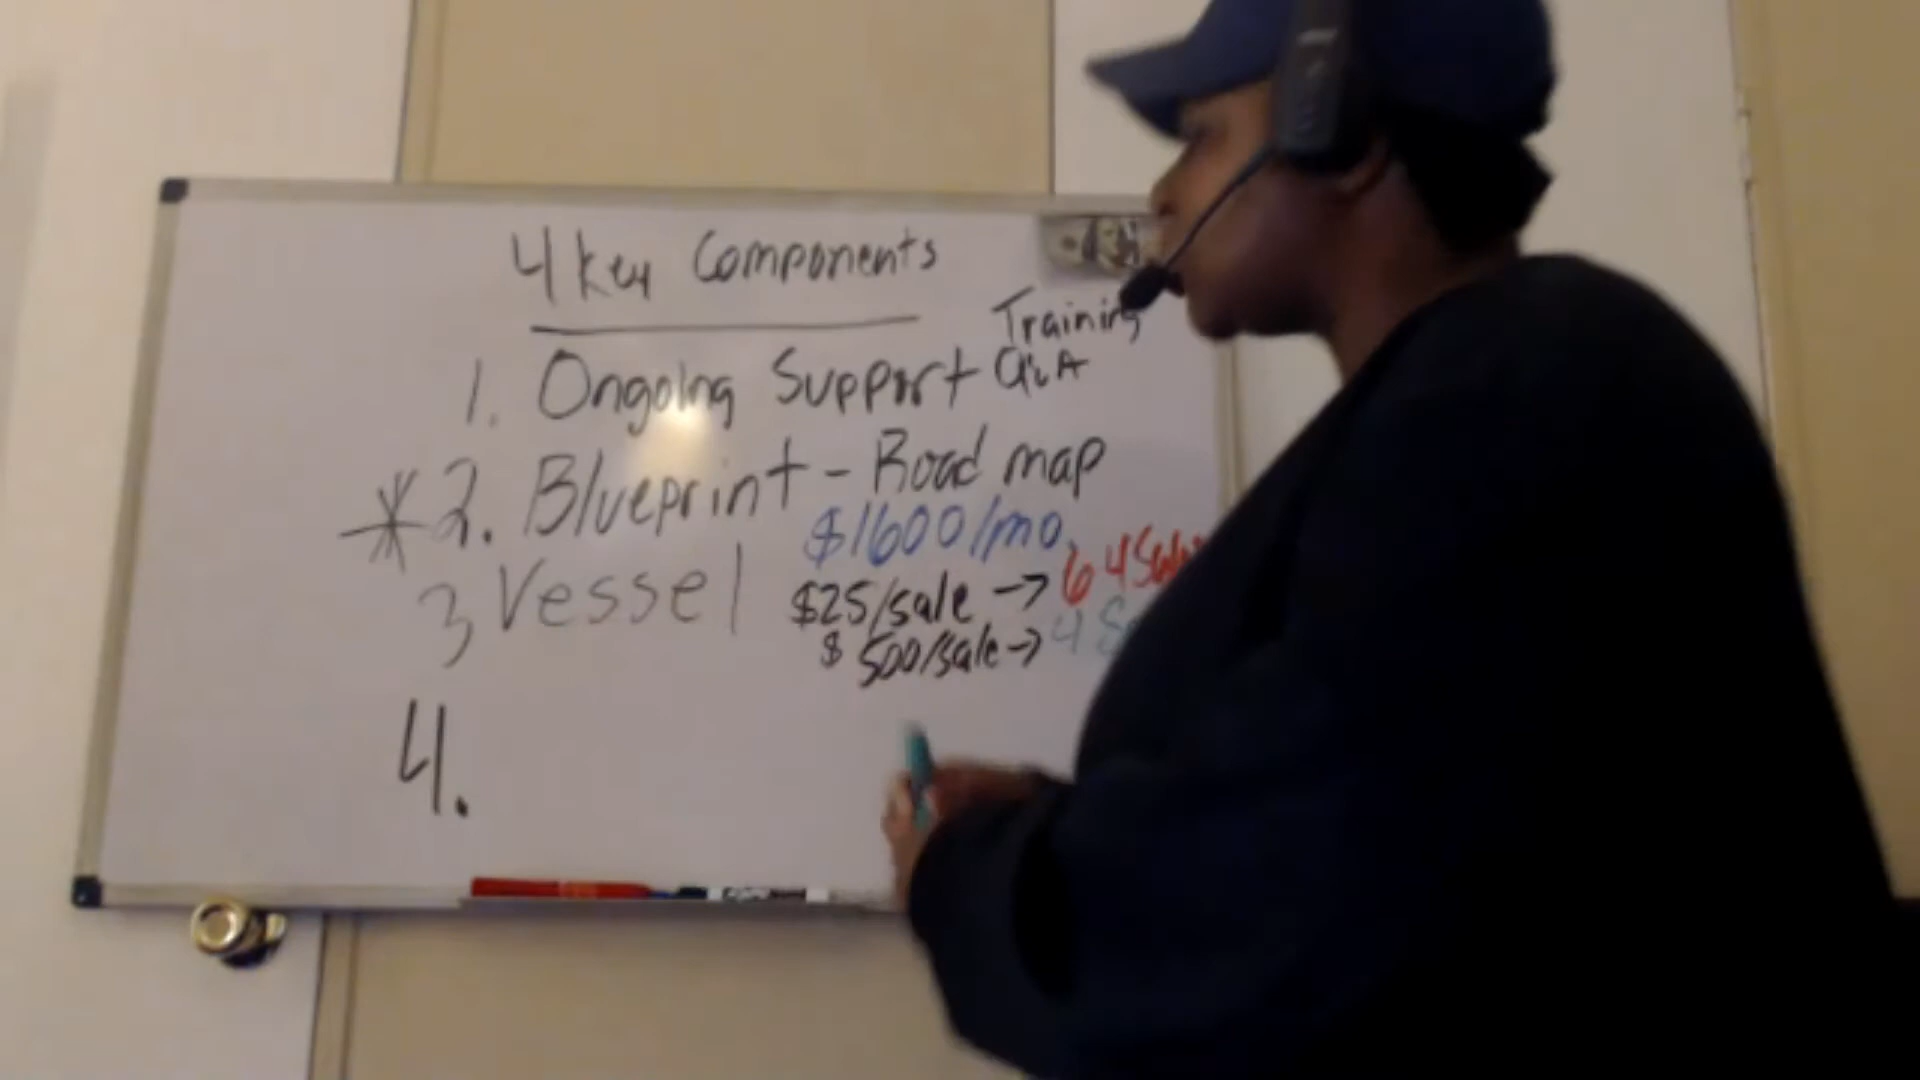 4 Key Components
Training
1. Ongoing Support Q&A
*2. Blueprint - Road map
$1600/mo.
3 Vessel $25/sale → 64 Sales
$500/sale → 4
4.